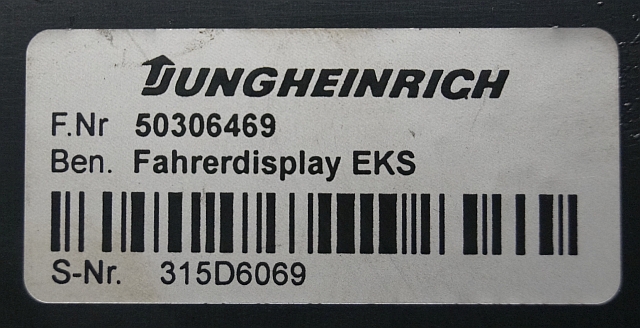 JUNGHEINRICH
F.Nr 50306469
Ben. Fahrerdisplay EKS
S-Nr. 315D6069